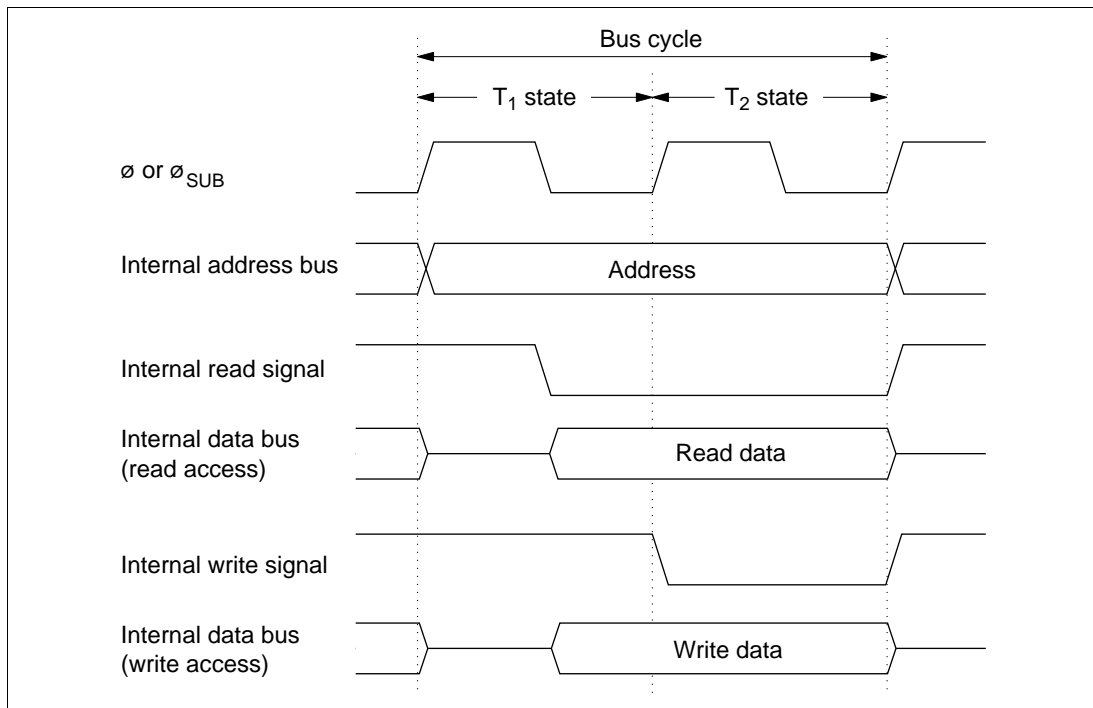 Bus cycle
T₁ state
T₂ state
ø or ø_SUB
Internal address bus
Address
Internal read signal
Internal data bus
(read access)
Read data
Internal write signal
Internal data bus
(write access)
Write data